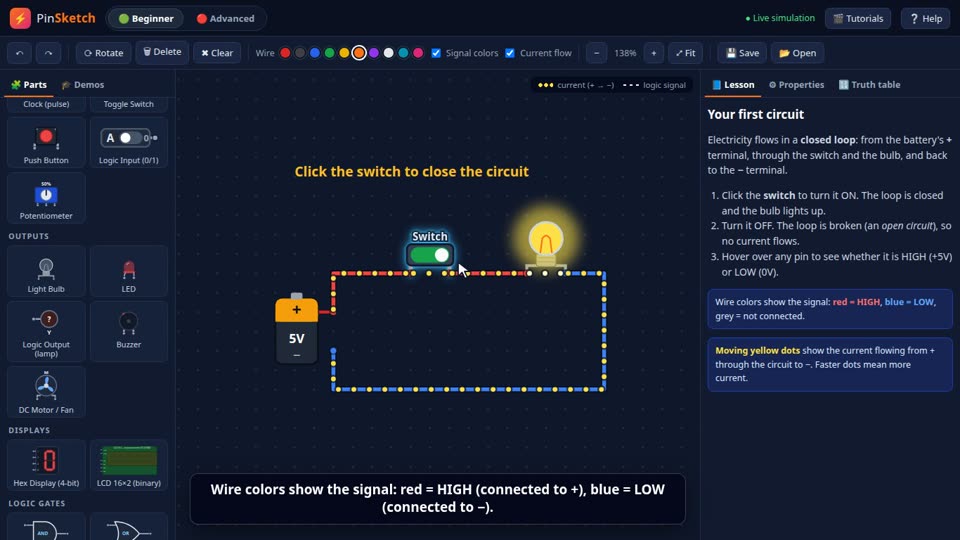 PinSketch
Beginner
Advanced
Live simulation
Tutorials
Help
Rotate
Delete
Clear
Wire
Signal colors
Current flow
138%
Fit
Save
Open
Parts
Demos
current (+ → −)
logic signal
Lesson
Properties
Truth table
Clock (pulse)
Toggle Switch
A
0
Push Button
Logic Input (0/1)
50%
Potentiometer
OUTPUTS
Light Bulb
LED
?
Y
Logic Output (lamp)
Buzzer
M
DC Motor / Fan
DISPLAYS
Hex Display (4-bit)
LCD 16×2 (binary)
LOGIC GATES
AND
OR
Click the switch to close the circuit
Switch
+
5V
−
Wire colors show the signal: red = HIGH (connected to +), blue = LOW
(connected to −).
Your first circuit
Electricity flows in a closed loop: from the battery's +
terminal, through the switch and the bulb, and back
to the − terminal.
1. Click the switch to turn it ON. The loop is closed
and the bulb lights up.
2. Turn it OFF. The loop is broken (an open circuit), so
no current flows.
3. Hover over any pin to see whether it is HIGH (+5V)
or LOW (0V).
Wire colors show the signal: red = HIGH, blue = LOW,
grey = not connected.
Moving yellow dots show the current flowing from +
through the circuit to −. Faster dots mean more
current.